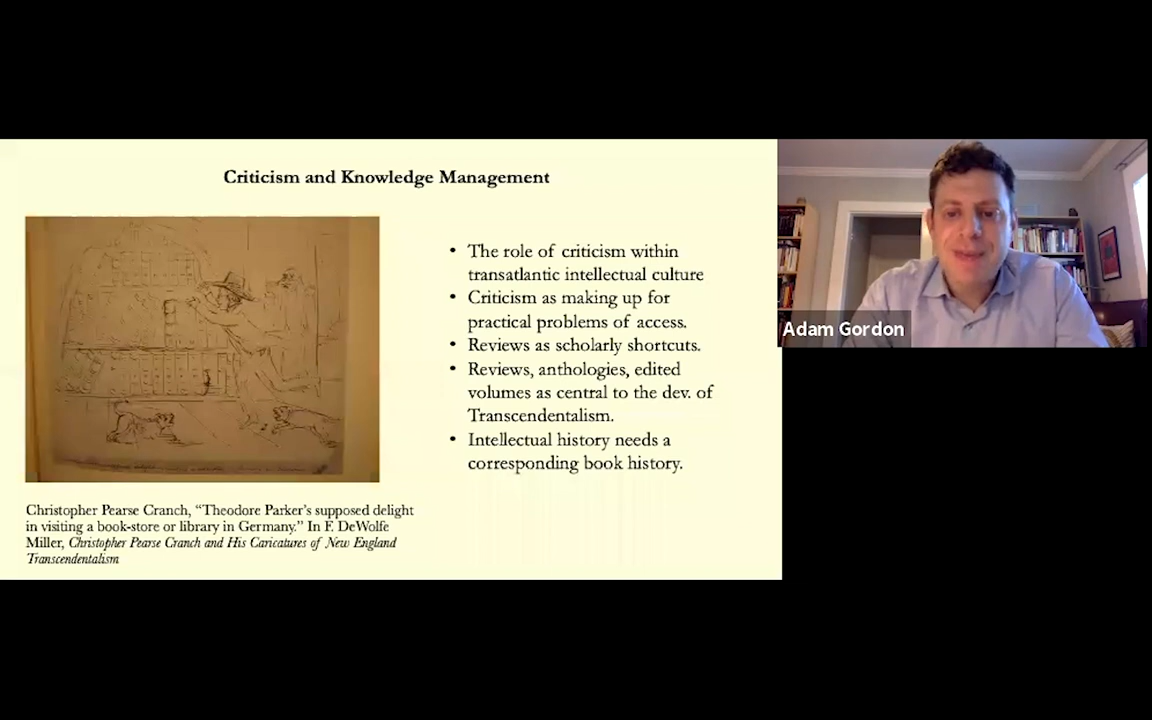 Criticism and Knowledge Management
• The role of criticism within
transatlantic intellectual culture
• Criticism as making up for
practical problems of access.
• Reviews as scholarly shortcuts.
• Reviews, anthologies, edited
volumes as central to the dev. of
Transcendentalism.
• Intellectual history needs a
corresponding book history.
Christopher Pearse Cranch, “Theodore Parker’s supposed delight
in visiting a book-store or library in Germany.” In F. DeWolfe
Miller, Christopher Pearse Cranch and His Caricatures of New England
Transcendentalism
Adam Gordon